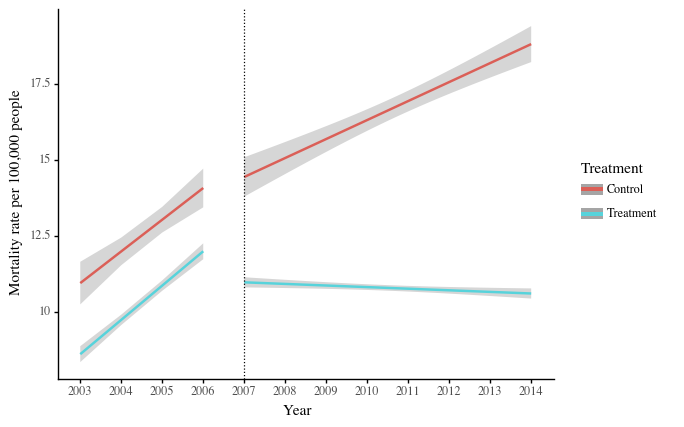 Mortality rate per 100,000 people
17.5
15
12.5
10
2003 2004 2005 2006 2007 2008 2009 2010 2011 2012 2013 2014
Year
Treatment
Control
Treatment